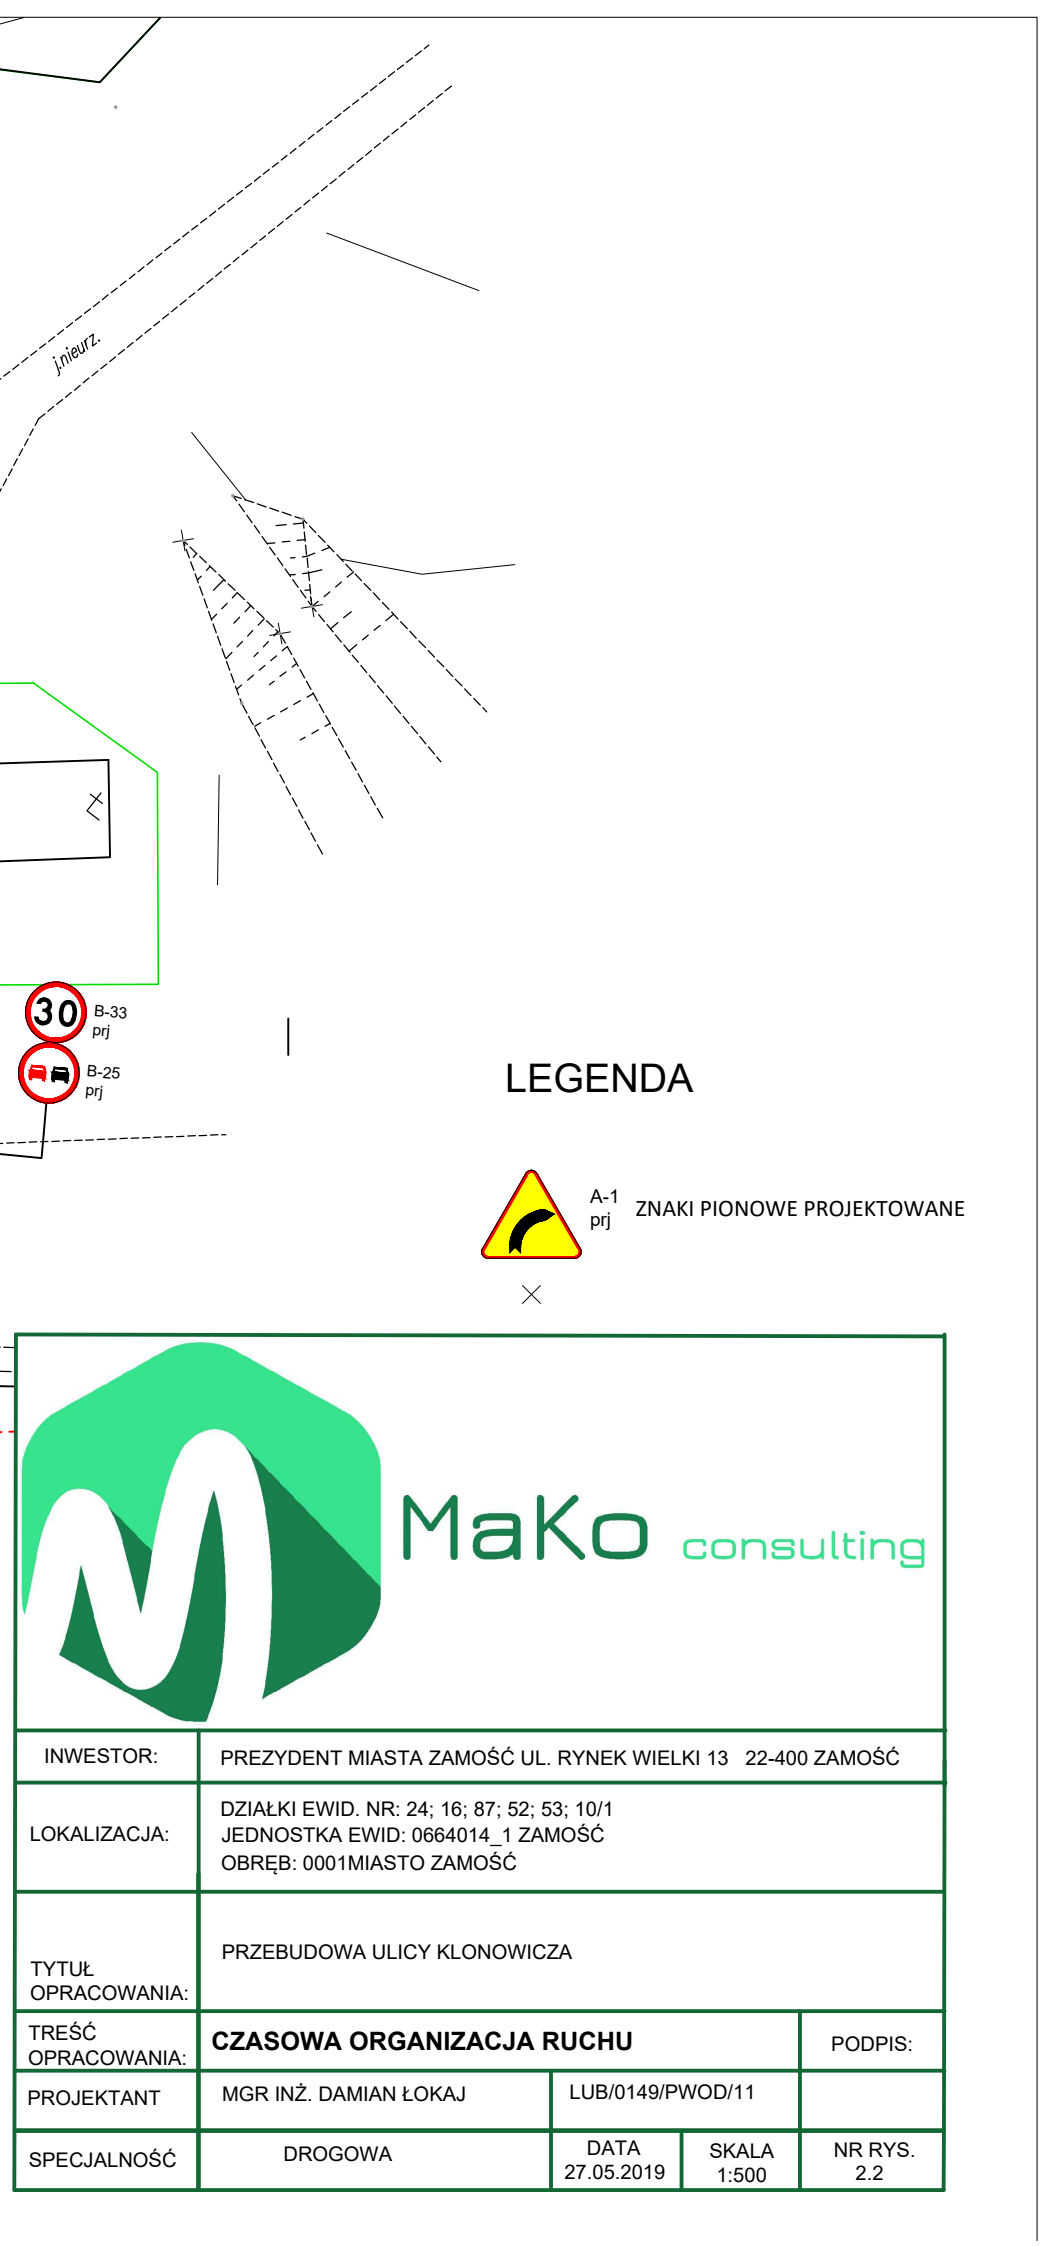 j.nieurz.
30
B-33
prj
B-25
prj
LEGENDA
A-1
prj
ZNAKI PIONOWE PROJEKTOWANE
MaKo consulting
INWESTOR:
PREZYDENT MIASTA ZAMOŚĆ UL. RYNEK WIELKI 13 22-400 ZAMOŚĆ
LOKALIZACJA:
DZIAŁKI EWID. NR: 24; 16; 87; 52; 53; 10/1
JEDNOSTKA EWID: 0664014_1 ZAMOŚĆ
OBRĘB: 0001MIASTO ZAMOŚĆ
TYTUŁ
OPRACOWANIA:
PRZEBUDOWA ULICY KLONOWICZA
TREŚĆ
OPRACOWANIA:
CZASOWA ORGANIZACJA RUCHU
PODPIS:
PROJEKTANT
MGR INŻ. DAMIAN ŁOKAJ
LUB/0149/PWOD/11
SPECJALNOŚĆ
DROGOWA
DATA
27.05.2019
SKALA
1:500
NR RYS.
2.2